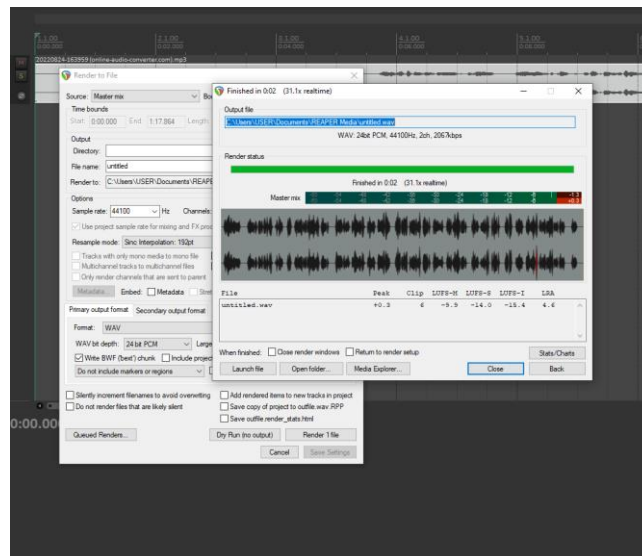 2.1.00
3.1.00
4.1.00
5.1.00
20220824-163959 (online-audio-converter.com).mp3
Render to File
Source: Master mix
Time bounds
Start: 0:00.000 End: 1:17.864 Length:
Output
Directory:
File name: untitled
Render to: C:\Users\USER\Documents\REAPE
Options
Sample rate: 44100 Hz Channels:
Use project sample rate for mixing and FX
Resample mode: Sinc Interpolation: 192pt
Tracks with only mono media to mono file
Multichannel tracks to multichannel files
Only render channels that are sent to parent
Metadata... Embed: Metadata
Primary output format Secondary output format
Format: WAV
WAV bit depth: 24 bit PCM
Write BWF ('bext') chunk Include projec
Do not include markers or regions
Silently increment filenames to avoid overwriting
Do not render files that are likely silent
Add rendered items to new tracks in project
Save copy of project to outfile.wav.RPP
Save outfile.render_stats.html
Queued Renders... Dry Run (no output) Render 1 file
Cancel Save Settings
Finished in 0:02 (31.1x realtime)
Output file
C:\Users\USER\Documents\REAPER Media\untitled.wav
WAV: 24bit PCM, 44100Hz, 2ch, 2067kbps
Render status
Finished in 0:02 (31.1x realtime)
Master mix
File Peak Clip LUFS-M LUFS-S LUFS-I LRA
untitled.wav +0.3 6 -9.9 -14.0 -15.4 4.6
When finished: Close render windows Return to render setup Stats/Charts
Launch file Open folder... Media Explorer... Close Back